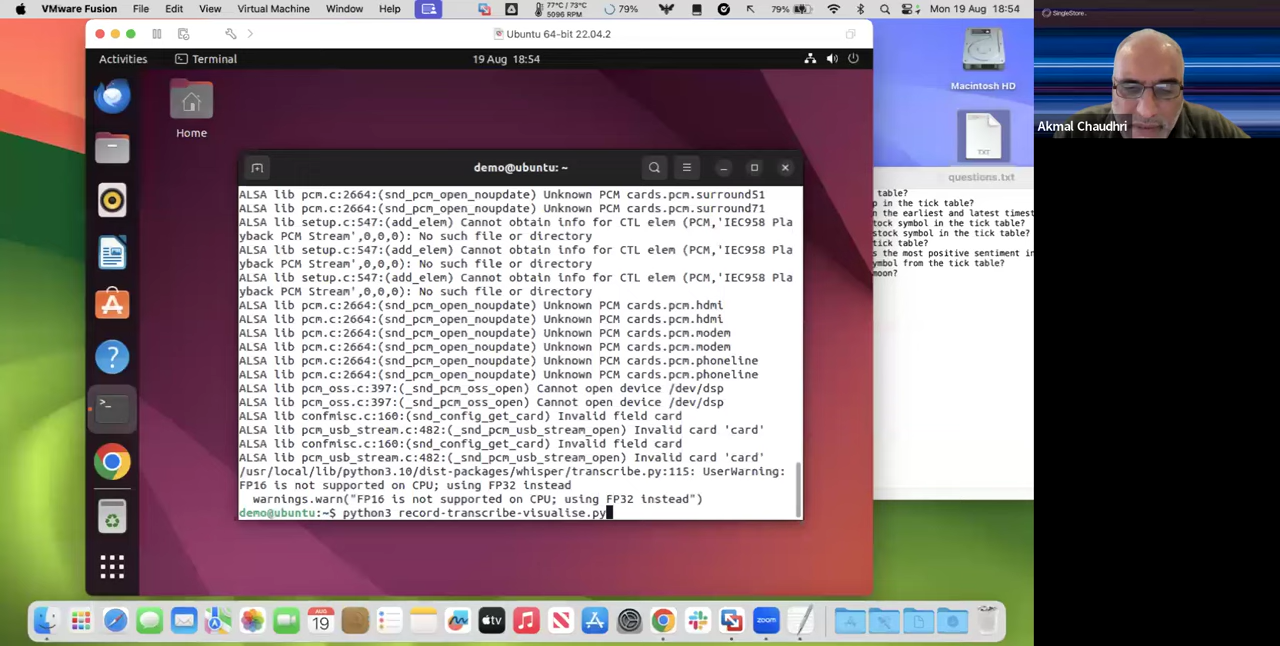 VMware Fusion File Edit View Virtual Machine Window Help 77°C / 73°C 5096 RPM 79% 79% Mon 19 Aug 18:54
SingleStore
Ubuntu 64-bit 22.04.2
Activities Terminal 19 Aug 18:54
Home
Macintosh HD
TXT
questions.txt
Akmal Chaudhri
demo@ubuntu: ~
ALSA lib pcm.c:2664:(snd_pcm_open_noupdate) Unknown PCM cards.pcm.surround51
ALSA lib pcm.c:2664:(snd_pcm_open_noupdate) Unknown PCM cards.pcm.surround71
ALSA lib setup.c:547:(add_elem) Cannot obtain info for CTL elem (PCM,'IEC958 Pla
yback PCM Stream',0,0,0): No such file or directory
ALSA lib setup.c:547:(add_elem) Cannot obtain info for CTL elem (PCM,'IEC958 Pla
yback PCM Stream',0,0,0): No such file or directory
ALSA lib setup.c:547:(add_elem) Cannot obtain info for CTL elem (PCM,'IEC958 Pla
yback PCM Stream',0,0,0): No such file or directory
ALSA lib pcm.c:2664:(snd_pcm_open_noupdate) Unknown PCM cards.pcm.hdmi
ALSA lib pcm.c:2664:(snd_pcm_open_noupdate) Unknown PCM cards.pcm.hdmi
ALSA lib pcm.c:2664:(snd_pcm_open_noupdate) Unknown PCM cards.pcm.modem
ALSA lib pcm.c:2664:(snd_pcm_open_noupdate) Unknown PCM cards.pcm.modem
ALSA lib pcm.c:2664:(snd_pcm_open_noupdate) Unknown PCM cards.pcm.phoneline
ALSA lib pcm.c:2664:(snd_pcm_open_noupdate) Unknown PCM cards.pcm.phoneline
ALSA lib pcm_oss.c:397:(_snd_pcm_oss_open) Cannot open device /dev/dsp
ALSA lib pcm_oss.c:397:(_snd_pcm_oss_open) Cannot open device /dev/dsp
ALSA lib confmisc.c:160:(snd_config_get_card) Invalid field card
ALSA lib pcm_usb_stream.c:482:(_snd_pcm_usb_stream_open) Invalid card 'card'
ALSA lib confmisc.c:160:(snd_config_get_card) Invalid field card
ALSA lib pcm_usb_stream.c:482:(_snd_pcm_usb_stream_open) Invalid card 'card'
/usr/local/lib/python3.10/dist-packages/whisper/transcribe.py:115: UserWarning:
FP16 is not supported on CPU; using FP32 instead
warnings.warn("FP16 is not supported on CPU; using FP32 instead")
demo@ubuntu:~$ python3 record-transcribe-visualise.py
table?
p in the tick table?
n the earliest and latest timest
stock symbol in the tick table?
stock symbol in the tick table?
tick table?
s the most positive sentiment in
ymbol from the tick table?
moon?
AUG
19
tv
zoom